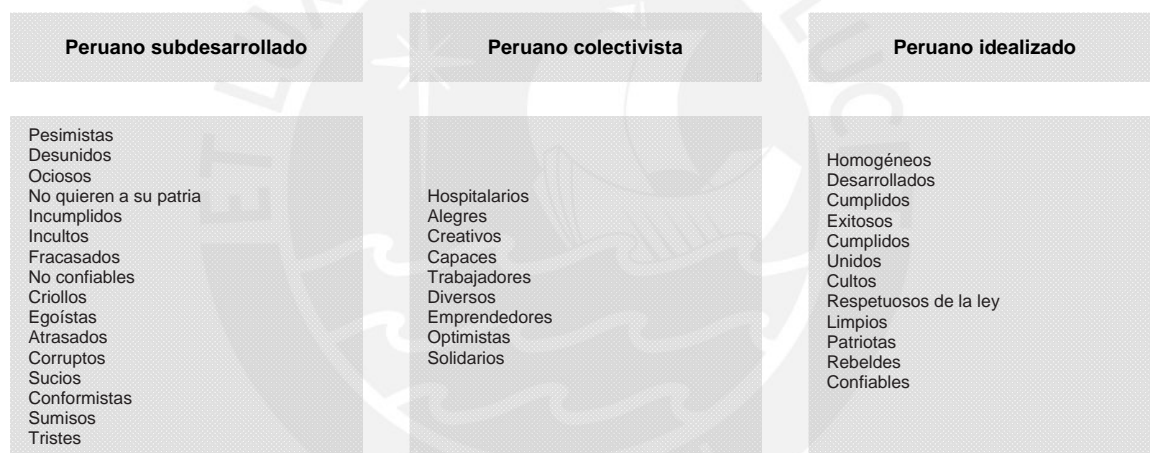 Peruano subdesarrollado
Peruano colectivista
Peruano idealizado
Pesimistas
Desunidos
Ociosos
No quieren a su patria
Incumplidos
Incultos
Fracasados
No confiables
Criollos
Egoístas
Atrasados
Corruptos
Sucios
Conformistas
Sumisos
Tristes
Hospitalarios
Alegres
Creativos
Capaces
Trabajadores
Diversos
Emprendedores
Optimistas
Solidarios
Homogéneos
Desarrollados
Cumplidos
Exitosos
Cumplidos
Unidos
Cultos
Respetuosos de la ley
Limpios
Patriotas
Rebeldes
Confiables